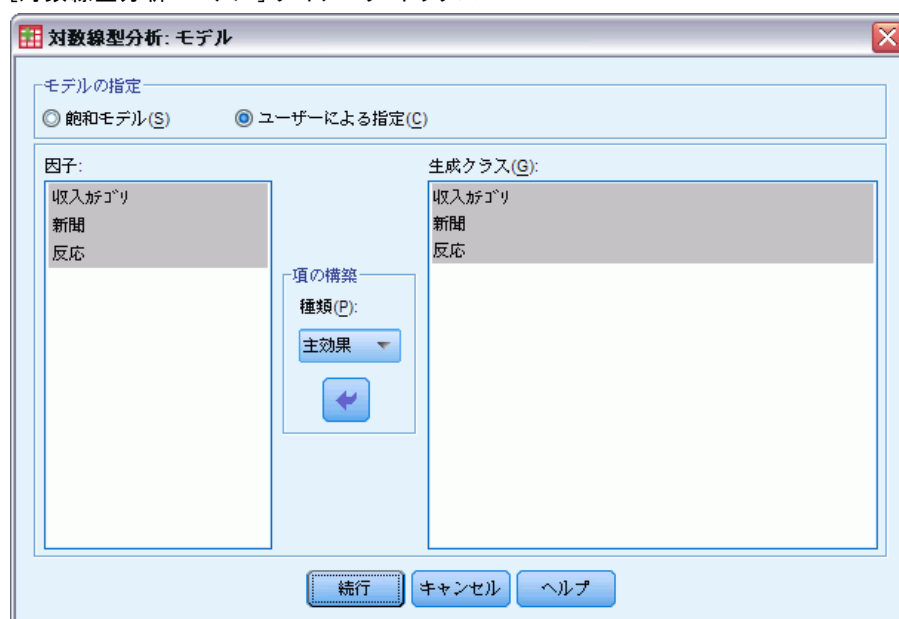 対数線型分析: モデル
モデルの指定
飽和モデル(S)
ユーザーによる指定(C)
因子:
収入ｶﾃｺﾞﾘ
新聞
反応
項の構築
種類(P):
主効果
生成クラス(G):
収入ｶﾃｺﾞﾘ
新聞
反応
続行
キャンセル
ヘルプ